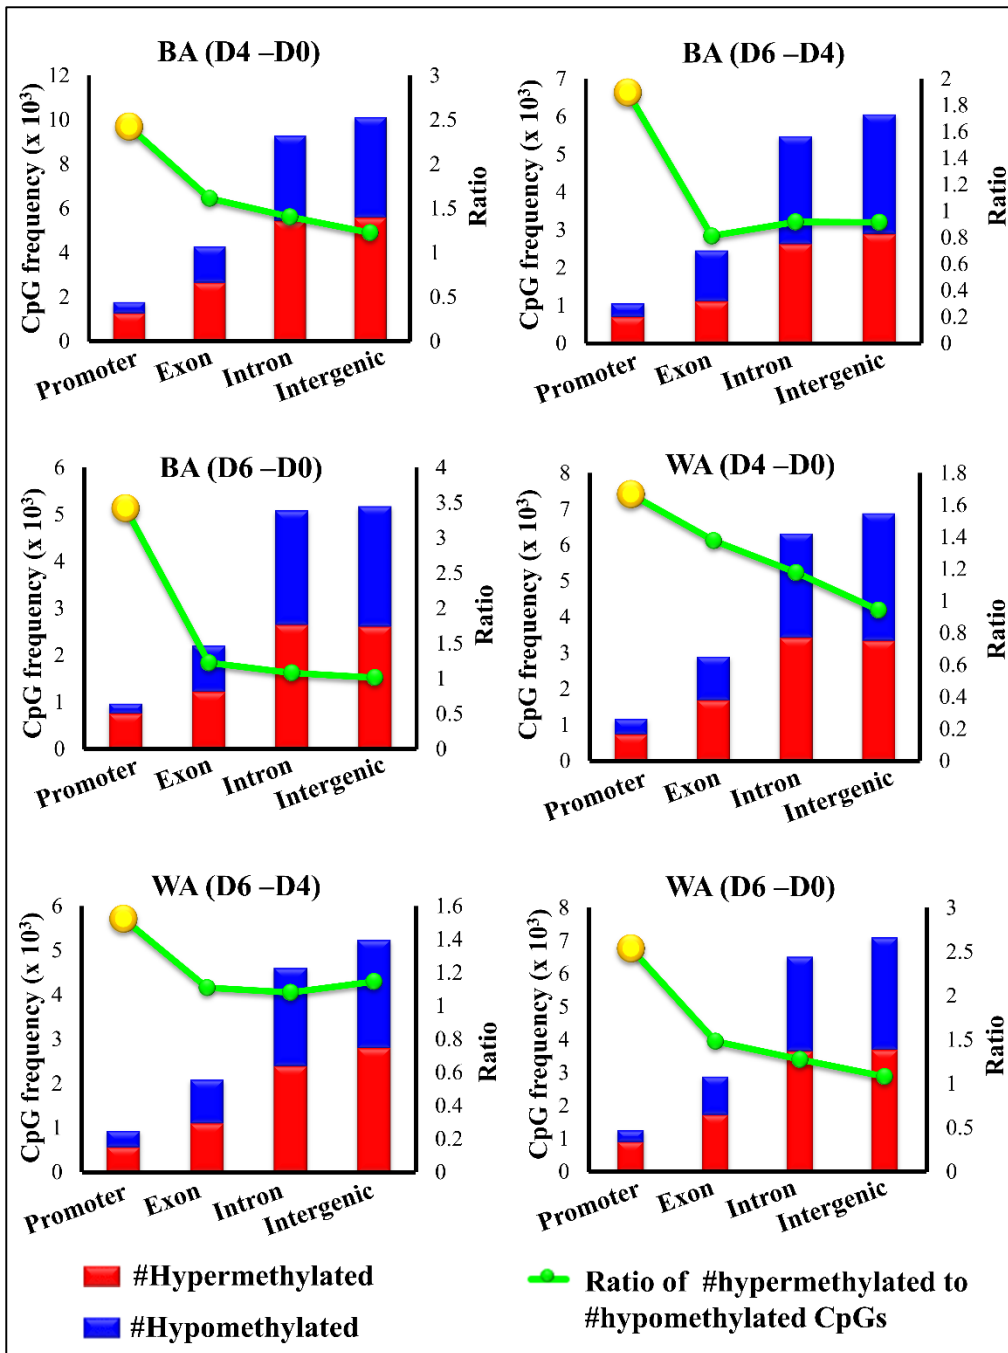 BA (D4 –D0)
CpG frequency (x 10³)
12
10
8
6
4
2
0
3
2.5
2
1.5
1
0.5
0
Ratio
Promoter
Exon
Intron
Intergenic
BA (D6 –D4)
CpG frequency (x 10³)
7
6
5
4
3
2
1
0
2
1.8
1.6
1.4
1.2
1
0.8
0.6
0.4
0.2
0
Ratio
Promoter
Exon
Intron
Intergenic
BA (D6 –D0)
CpG frequency (x 10³)
6
5
4
3
2
1
0
4
3.5
3
2.5
2
1.5
1
0.5
0
Ratio
Promoter
Exon
Intron
Intergenic
WA (D4 –D0)
CpG frequency (x 10³)
8
7
6
5
4
3
2
1
0
1.8
1.6
1.4
1.2
1
0.8
0.6
0.4
0.2
0
Ratio
Promoter
Exon
Intron
Intergenic
WA (D6 –D4)
CpG frequency (x 10³)
6
5
4
3
2
1
0
1.6
1.4
1.2
1
0.8
0.6
0.4
0.2
0
Ratio
Promoter
Exon
Intron
Intergenic
WA (D6 –D0)
CpG frequency (x 10³)
8
7
6
5
4
3
2
1
0
3
2.5
2
1.5
1
0.5
0
Ratio
Promoter
Exon
Intron
Intergenic
#Hypermethylated
#Hypomethylated
Ratio of #hypermethylated to
#hypomethylated CpGs